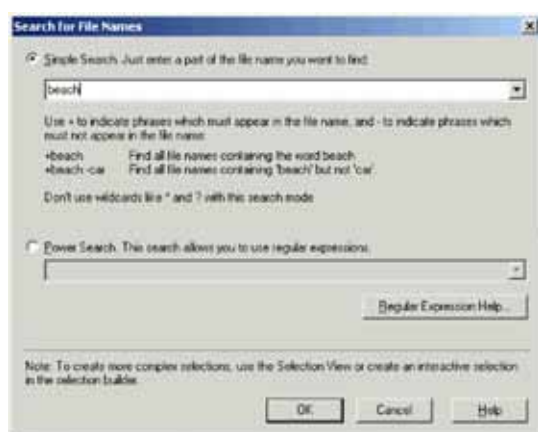 Search for File Names
Simple Search. Just enter a part of the file name you want to find:
beach
Use + to indicate phrases which must appear in the file name, and - to indicate phrases which
must not appear in the file name:
+beach Find all file names containing the word beach
+beach -car Find all file names containing 'beach' but not 'car'.
Don't use wildcards like * and ? with this search mode
Power Search. This search allows you to use regular expressions.
Regular Expression Help...
Note: To create more complex selections, use the Selection View or create an interactive selection
in the selection builder.
OK Cancel Help